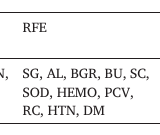 RFE
N, SG, AL, BGR, BU, SC,
SOD, HEMO, PCV,
RC, HTN, DM